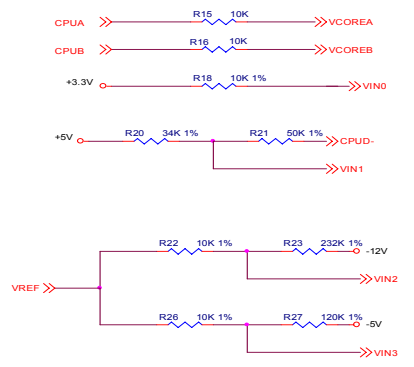 CPUA R15 10K VCOREA
CPUB R16 10K VCOREB
+3.3V R18 10K 1% VIN0
+5V R20 34K 1% R21 50K 1% CPUD-
VIN1
R22 10K 1% R23 232K 1% -12V
VIN2
VREF
R26 10K 1% R27 120K 1% -5V
VIN3